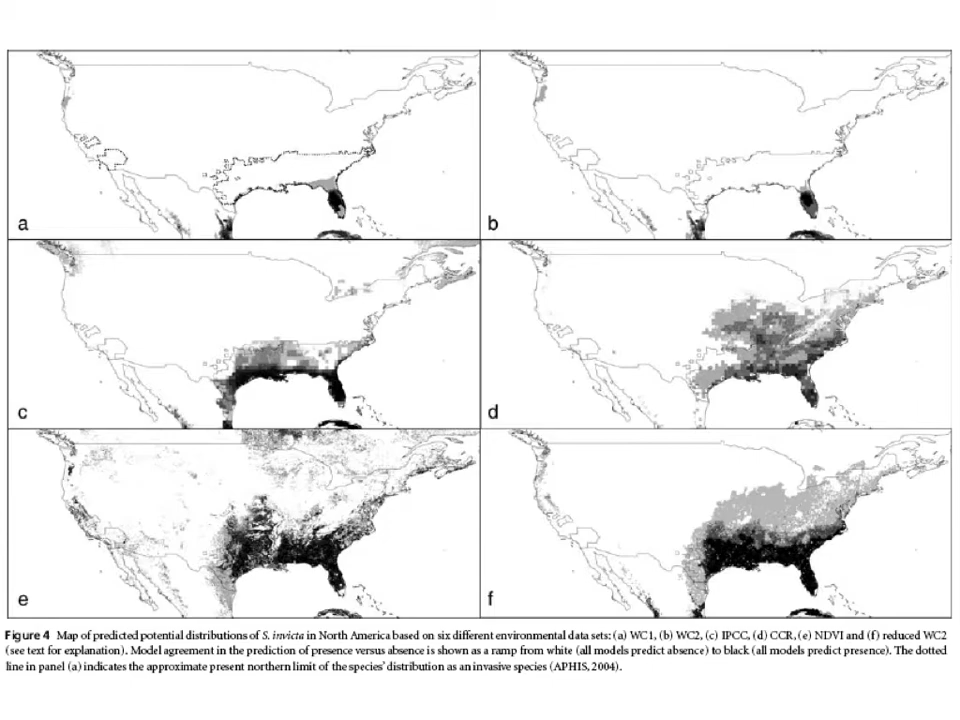 a
b
c
d
e
f
Figure 4 Map of predicted potential distributions of S. invicta in North America based on six different environmental data sets: (a) WC1, (b) WC2, (c) IPCC, (d) CCR, (e) NDVI and (f) reduced WC2
(see text for explanation). Model agreement in the prediction of presence versus absence is shown as a ramp from white (all models predict absence) to black (all models predict presence). The dotted
line in panel (a) indicates the approximate present northern limit of the species' distribution as an invasive species (APHIS, 2004).